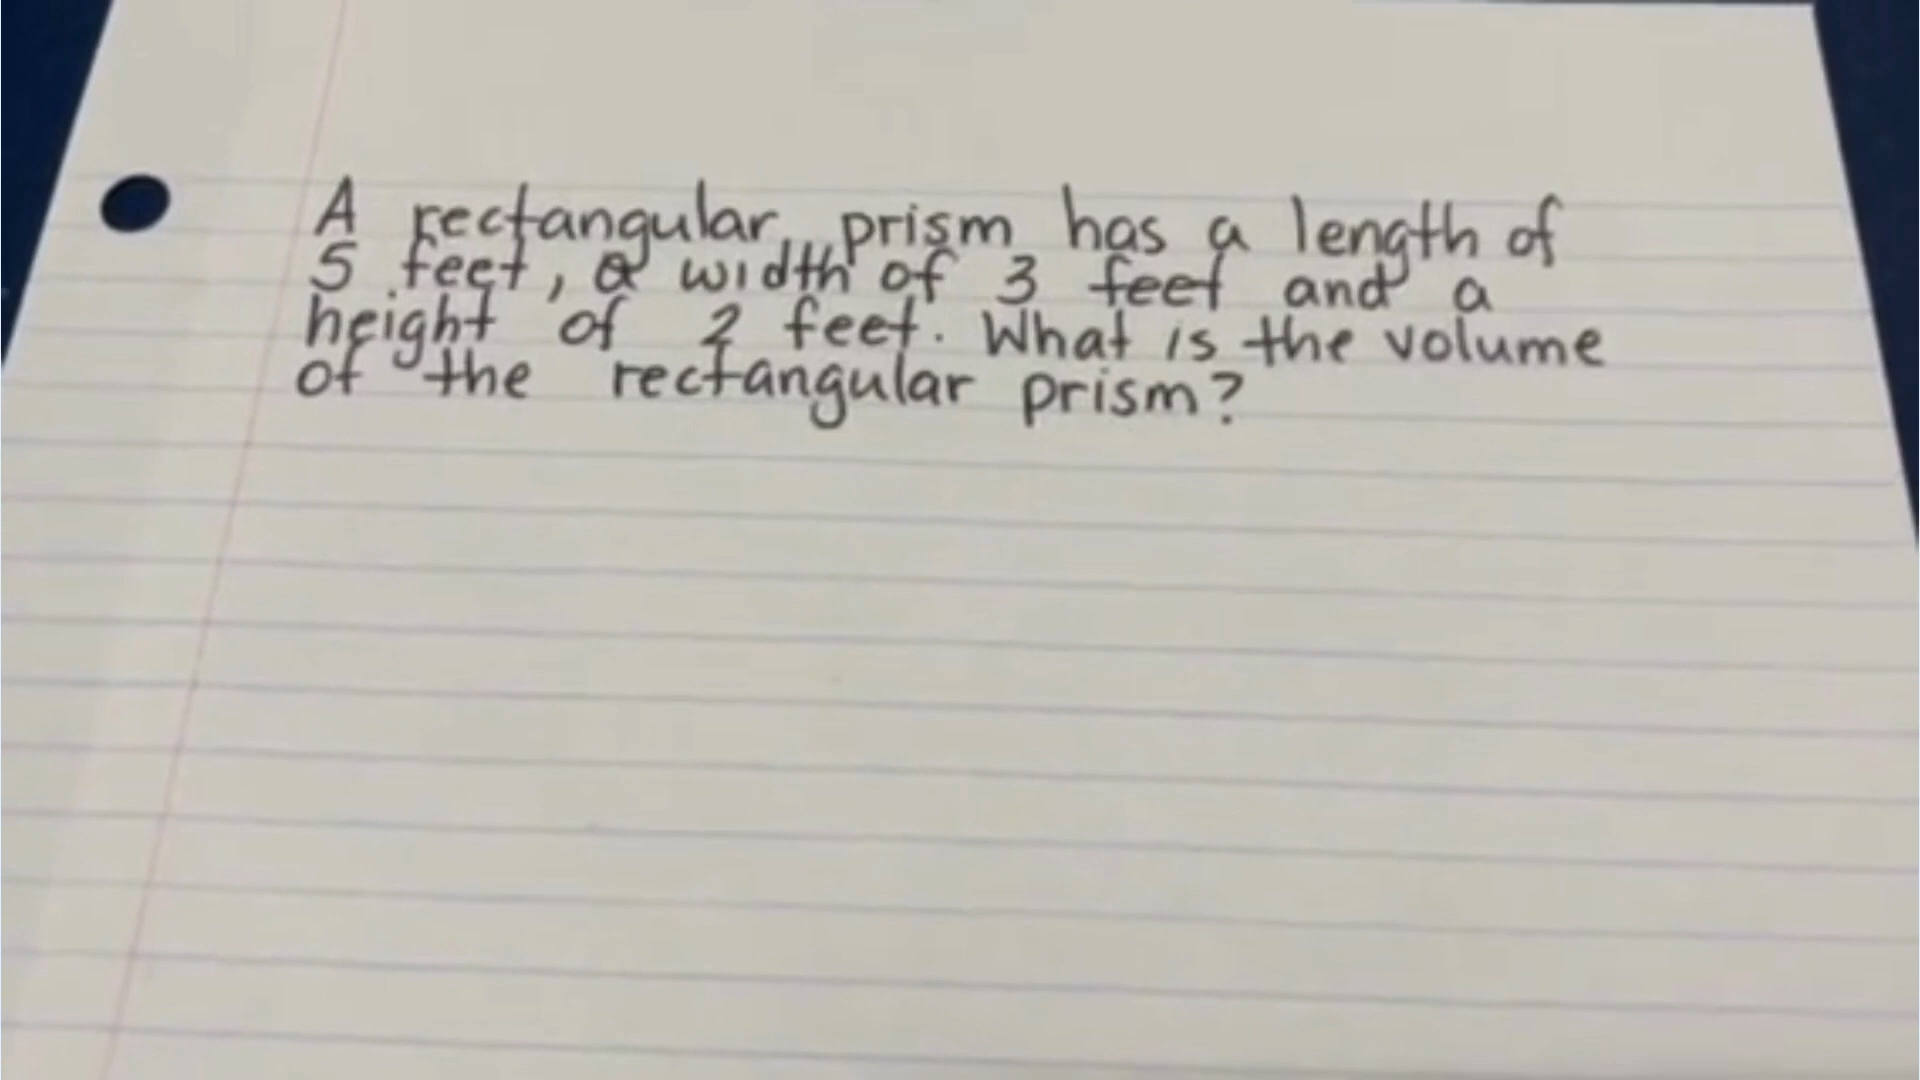 A rectangular prism has a length of
5 feet, a width of 3 feet and a
height of 2 feet. What is the volume
of the rectangular prism?